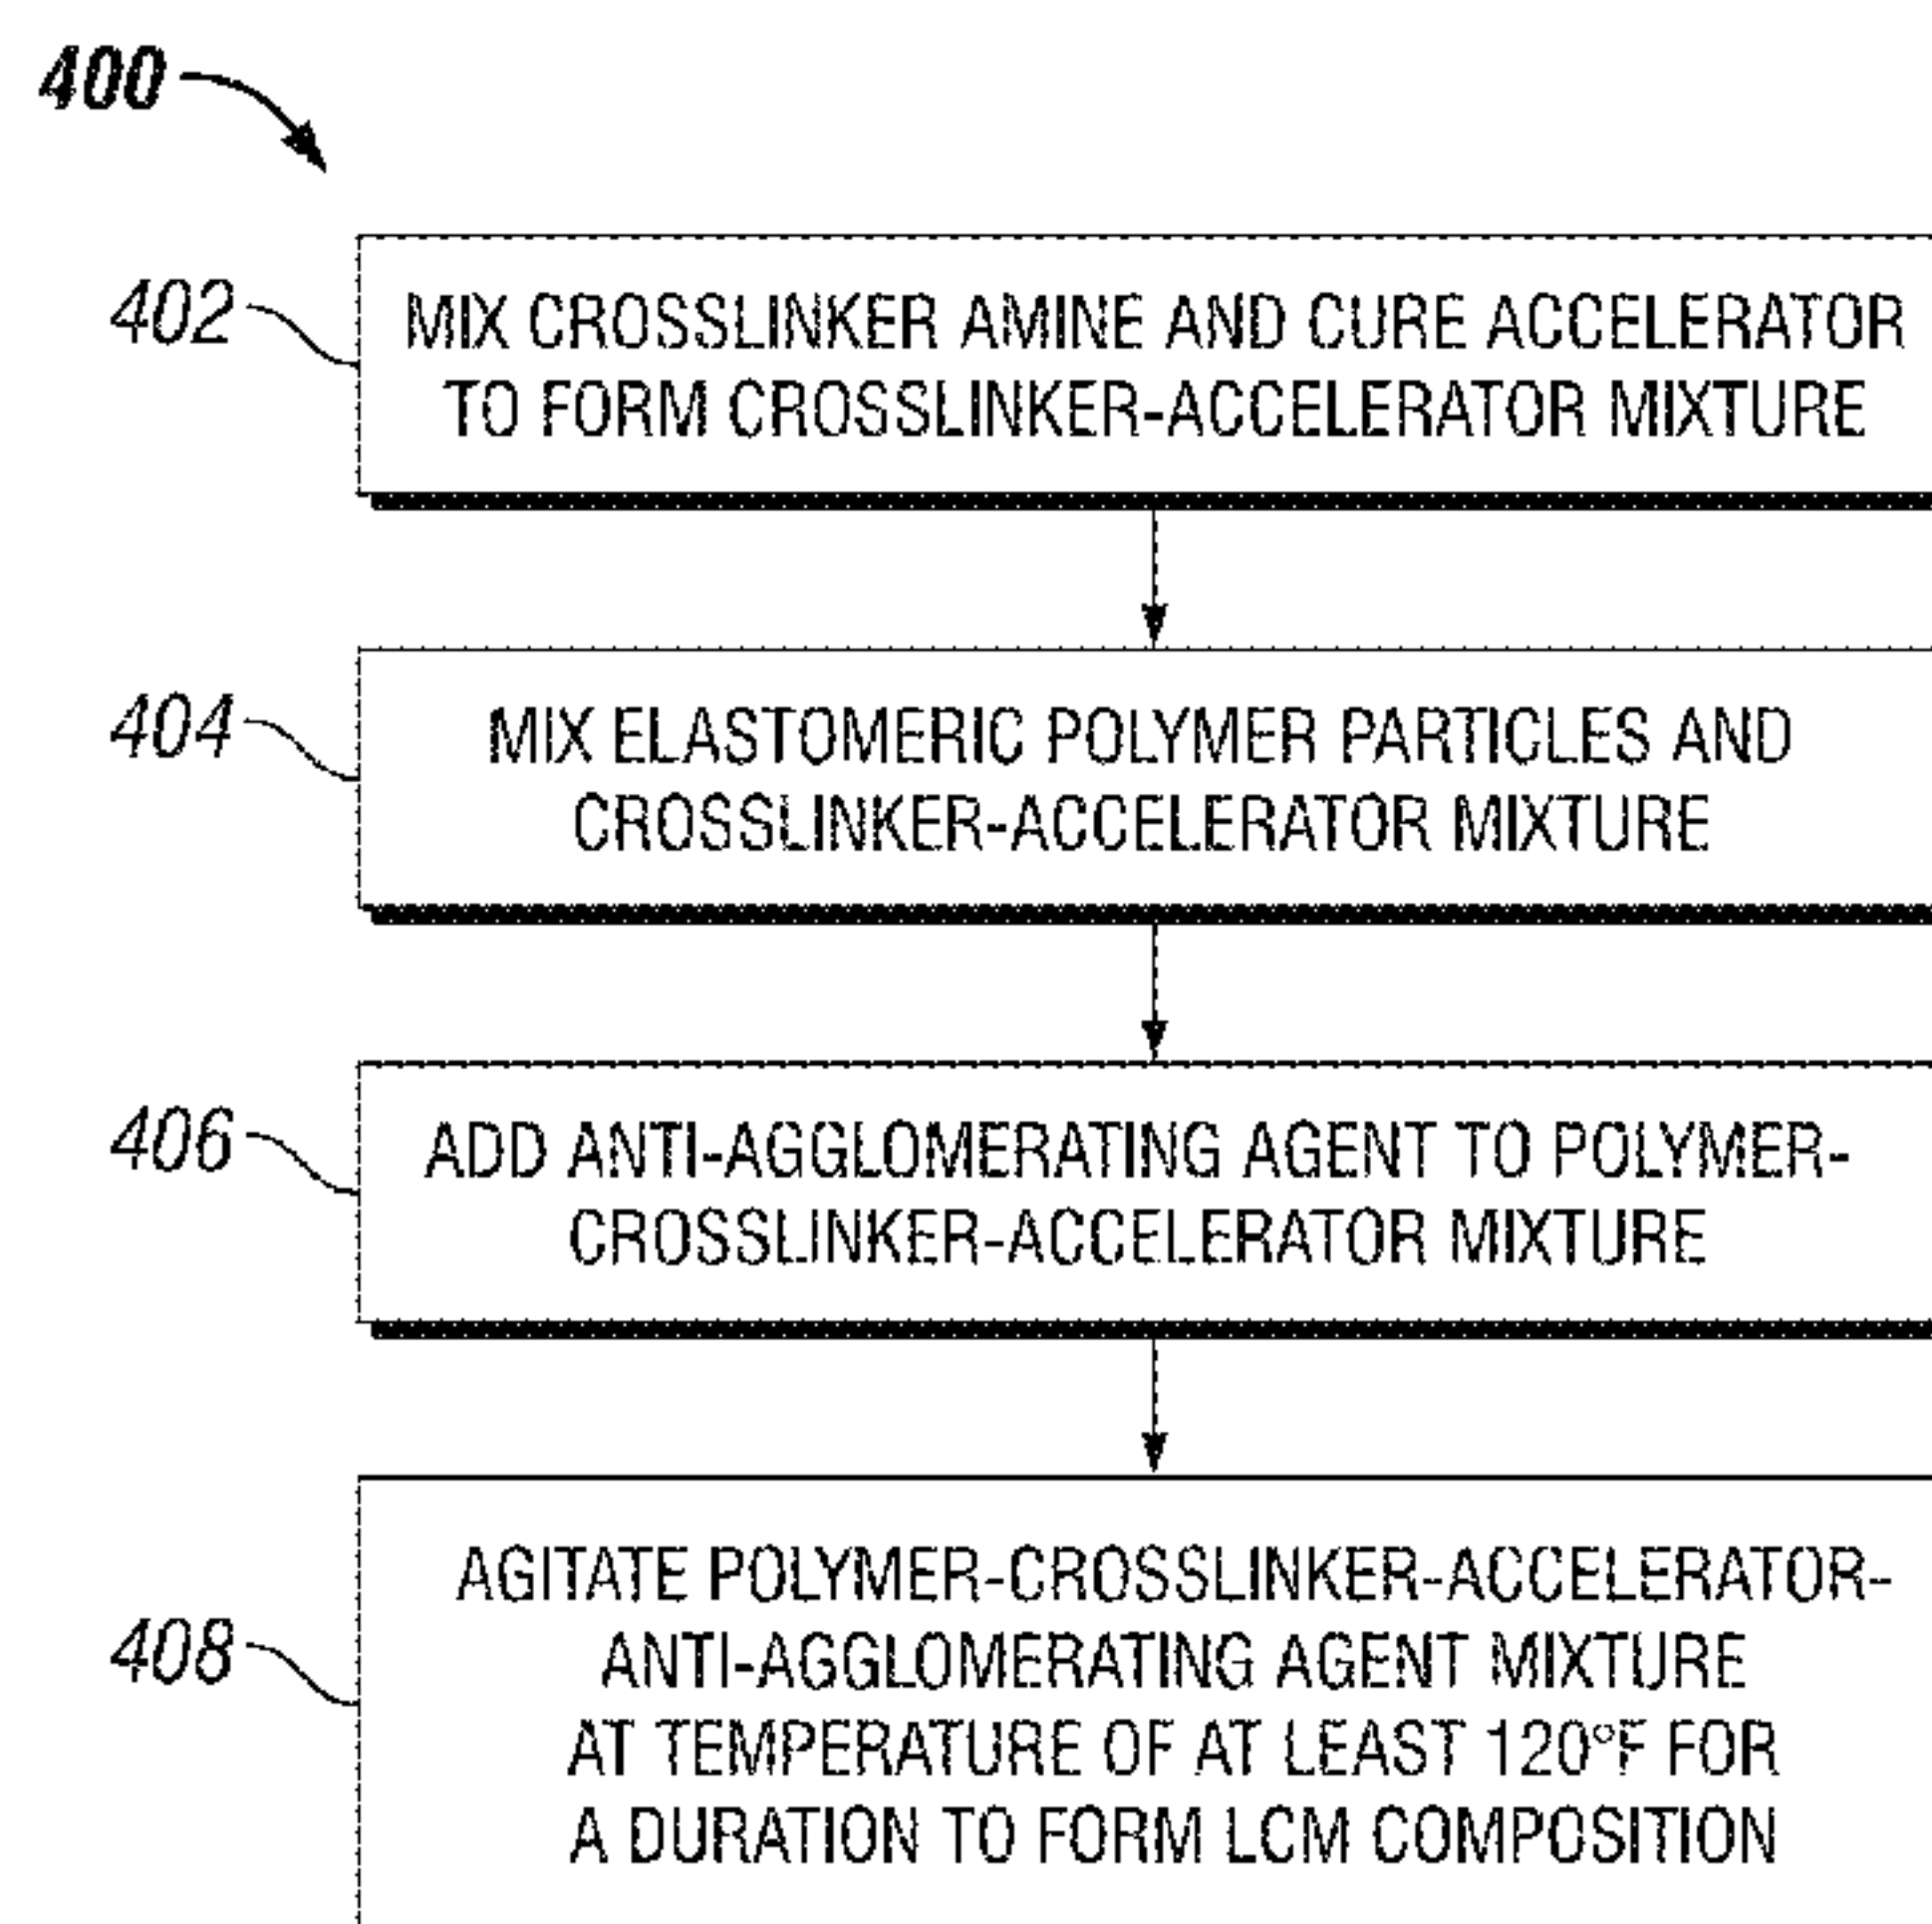 400
402
MIX CROSSLINKER AMINE AND CURE ACCELERATOR
TO FORM CROSSLINKER-ACCELERATOR MIXTURE
404
MIX ELASTOMERIC POLYMER PARTICLES AND
CROSSLINKER-ACCELERATOR MIXTURE
406
ADD ANTI-AGGLOMERATING AGENT TO POLYMER-
CROSSLINKER-ACCELERATOR MIXTURE
408
AGITATE POLYMER-CROSSLINKER-ACCELERATOR-
ANTI-AGGLOMERATING AGENT MIXTURE
AT TEMPERATURE OF AT LEAST 120°F FOR
A DURATION TO FORM LCM COMPOSITION